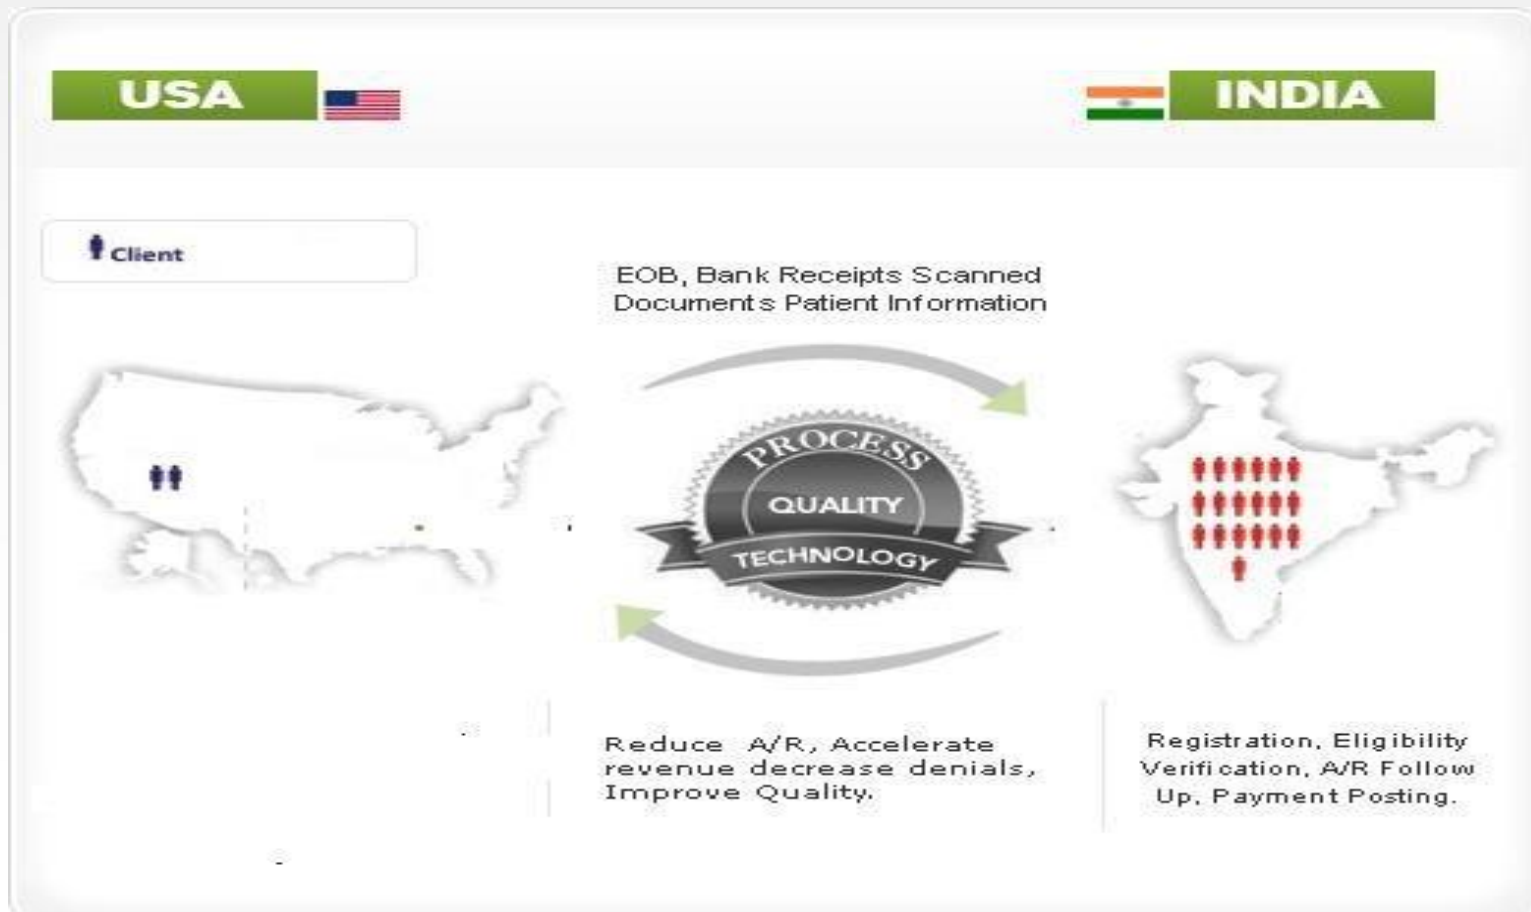 USA
INDIA
Client
EOB, Bank Receipts Scanned
Documents Patient Information
PROCESS
QUALITY
TECHNOLOGY
Reduce A/R, Accelerate
revenue decrease denials,
Improve Quality.
Registration, Eligibility
Verification, A/R Follow
Up, Payment Posting.